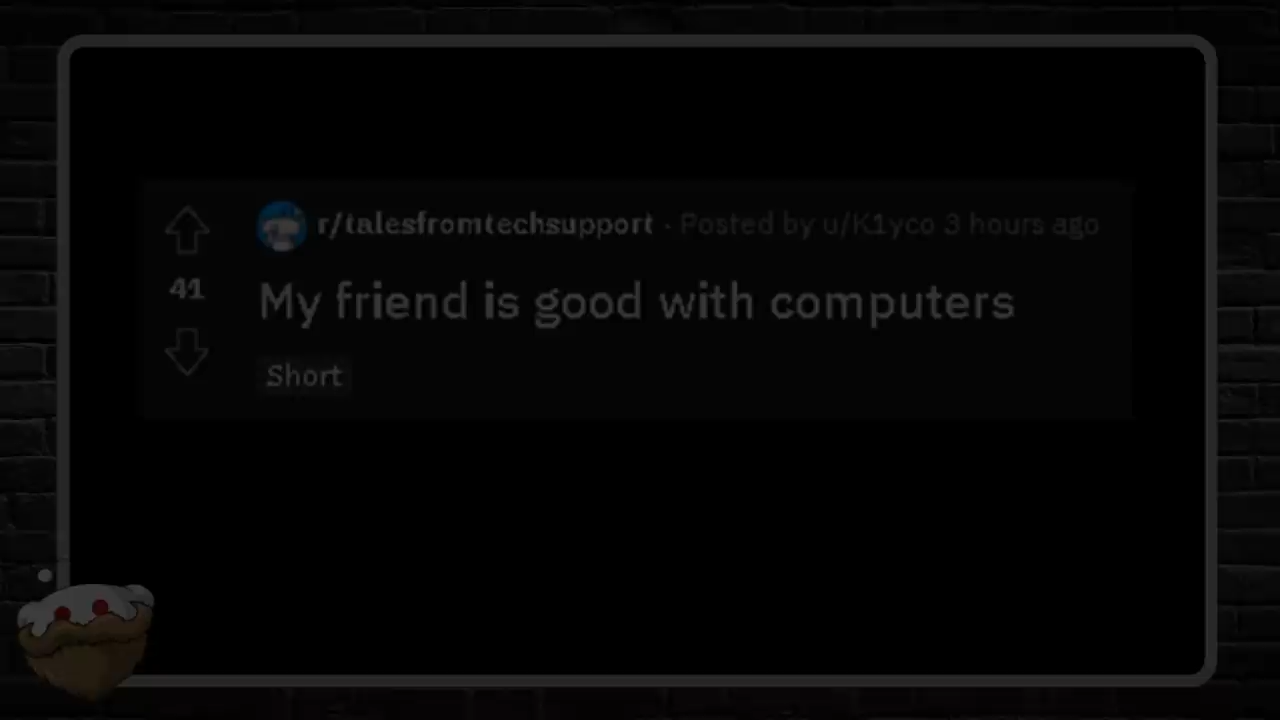 r/talesfromtechsupport · Posted by u/K1yco 3 hours ago
41
My friend is good with computers
Short